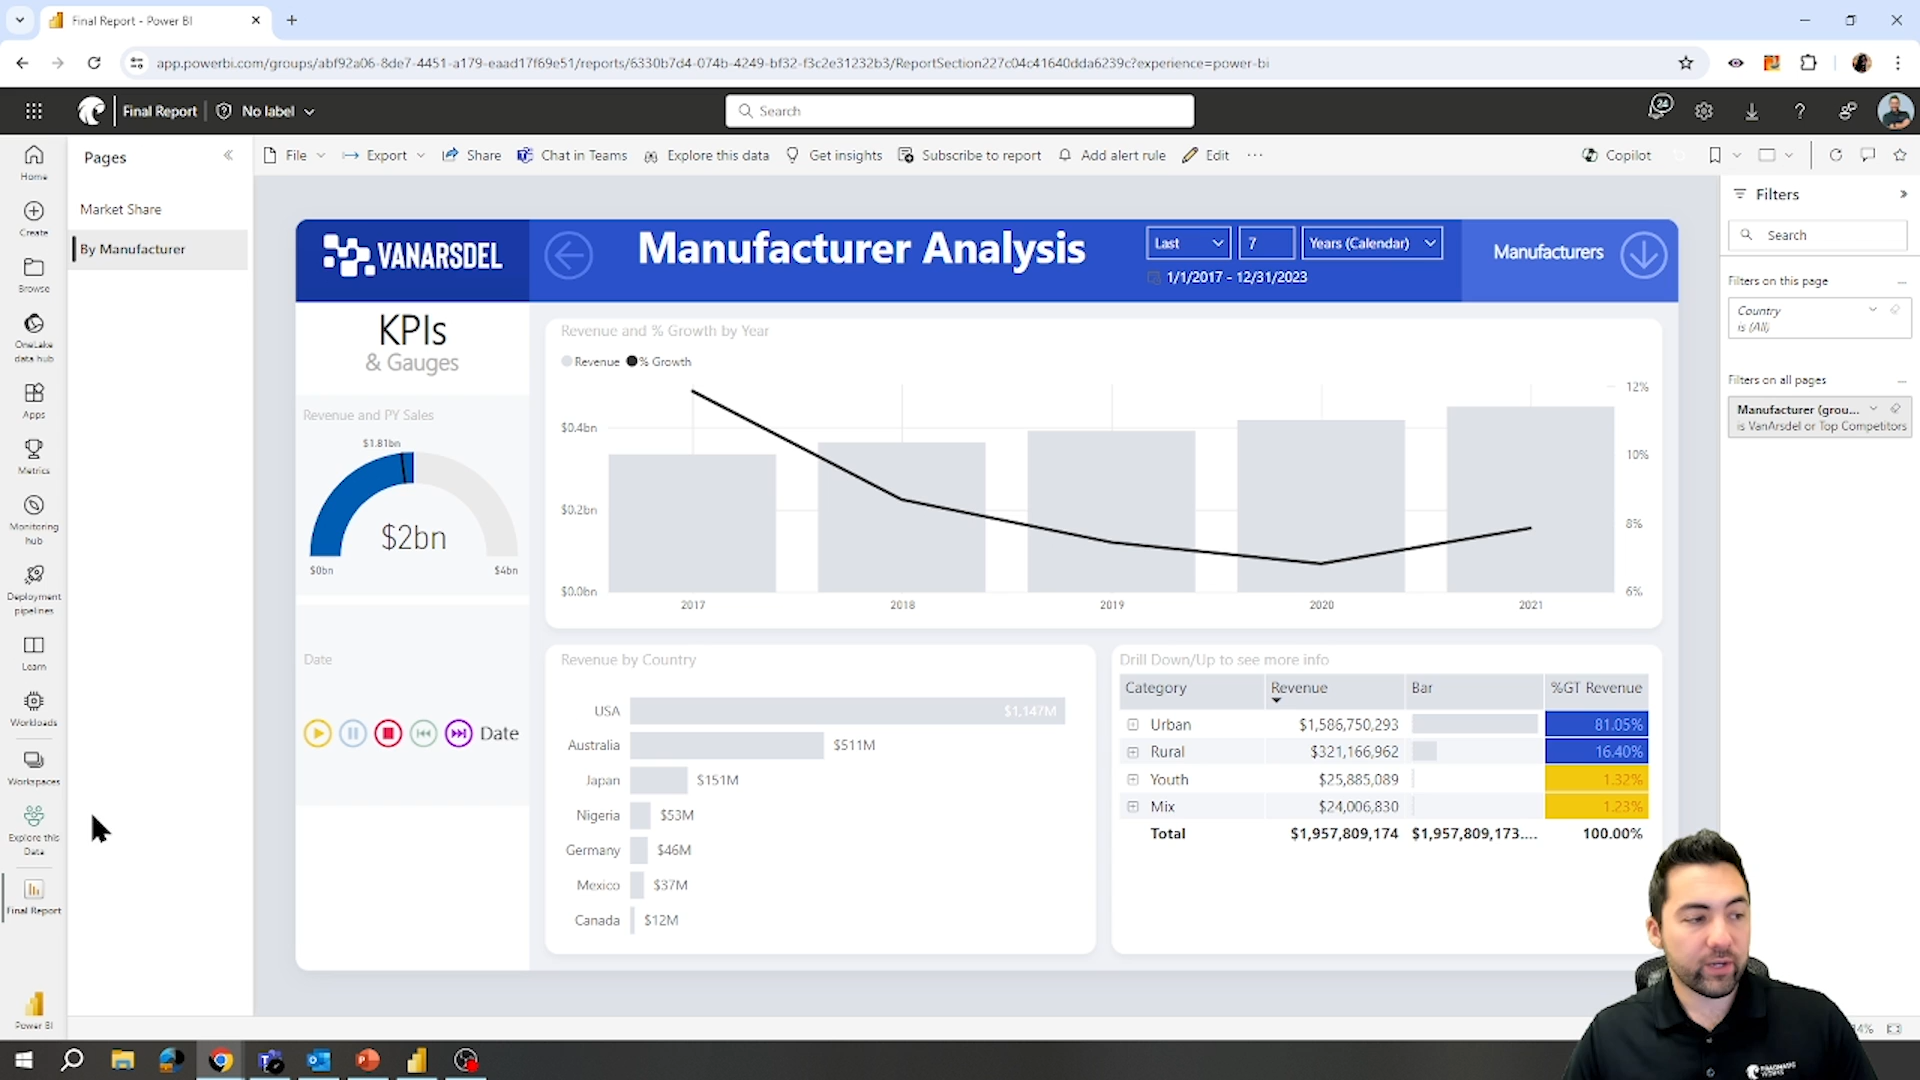 Final Report - Power BI
app.powerbi.com/groups/abf92a06-8de7-4451-a179-eaad17f69e51/reports/6330b7d4-074b-4249-bf32-f3c2e31232b3/ReportSection227c04c41640dda6239c?experience=power-bi
Final Report
No label
Search
24
Home
Create
Browse
OneLake
data hub
Apps
Metrics
Monitoring
hub
Deployment
pipelines
Learn
Workloads
Workspaces
Explore this
Data
Final Report
Power BI
Pages
Market Share
By Manufacturer
File
Export
Share
Chat in Teams
Explore this data
Get insights
Subscribe to report
Add alert rule
Edit
Copilot
VANARSDEL
Manufacturer Analysis
Last
7
Years (Calendar)
1/1/2017 - 12/31/2023
Manufacturers
KPIs
& Gauges
Revenue and PY Sales
$1.81bn
$2bn
$0bn
$4bn
Date
Date
Revenue and % Growth by Year
Revenue
% Growth
$0.4bn
$0.2bn
$0.0bn
12%
10%
8%
6%
2017
2018
2019
2020
2021
Revenue by Country
USA $1,147M
Australia $511M
Japan $151M
Nigeria $53M
Germany $46M
Mexico $37M
Canada $12M
Drill Down/Up to see more info
Category Revenue Bar %GT Revenue
Urban $1,586,750,293 81.05%
Rural $321,166,962 16.40%
Youth $25,885,089 1.32%
Mix $24,006,830 1.23%
Total $1,957,809,174 $1,957,809,173.... 100.00%
Filters
Search
Filters on this page
Country
is (All)
Filters on all pages
Manufacturer (grou...
is VanArsdel or Top Competitors
PRAGMATIC
WORKS